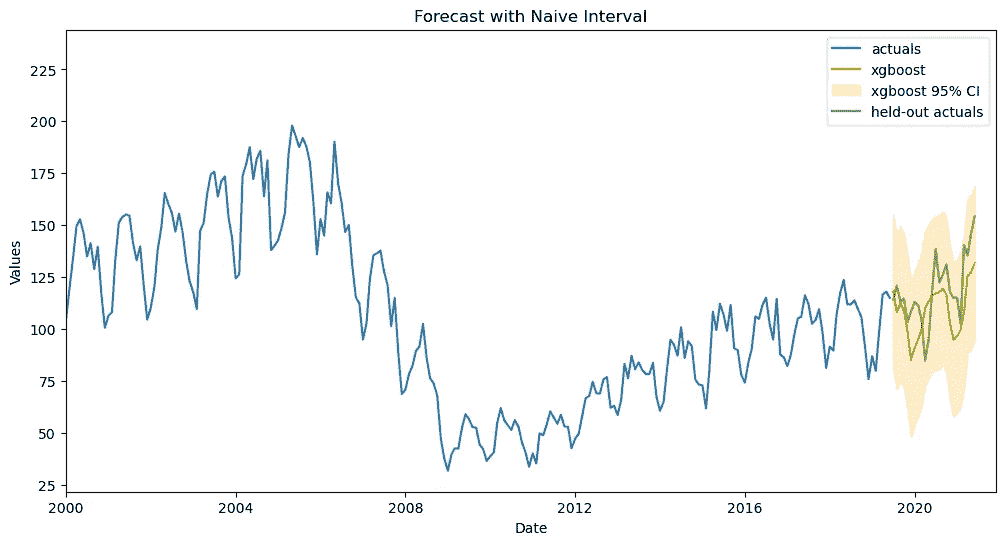 Forecast with Naive Interval
actuals
xgboost
xgboost 95% CI
held-out actuals
Values
225
200
175
150
125
100
75
50
25
2000
2004
2008
2012
2016
2020
Date